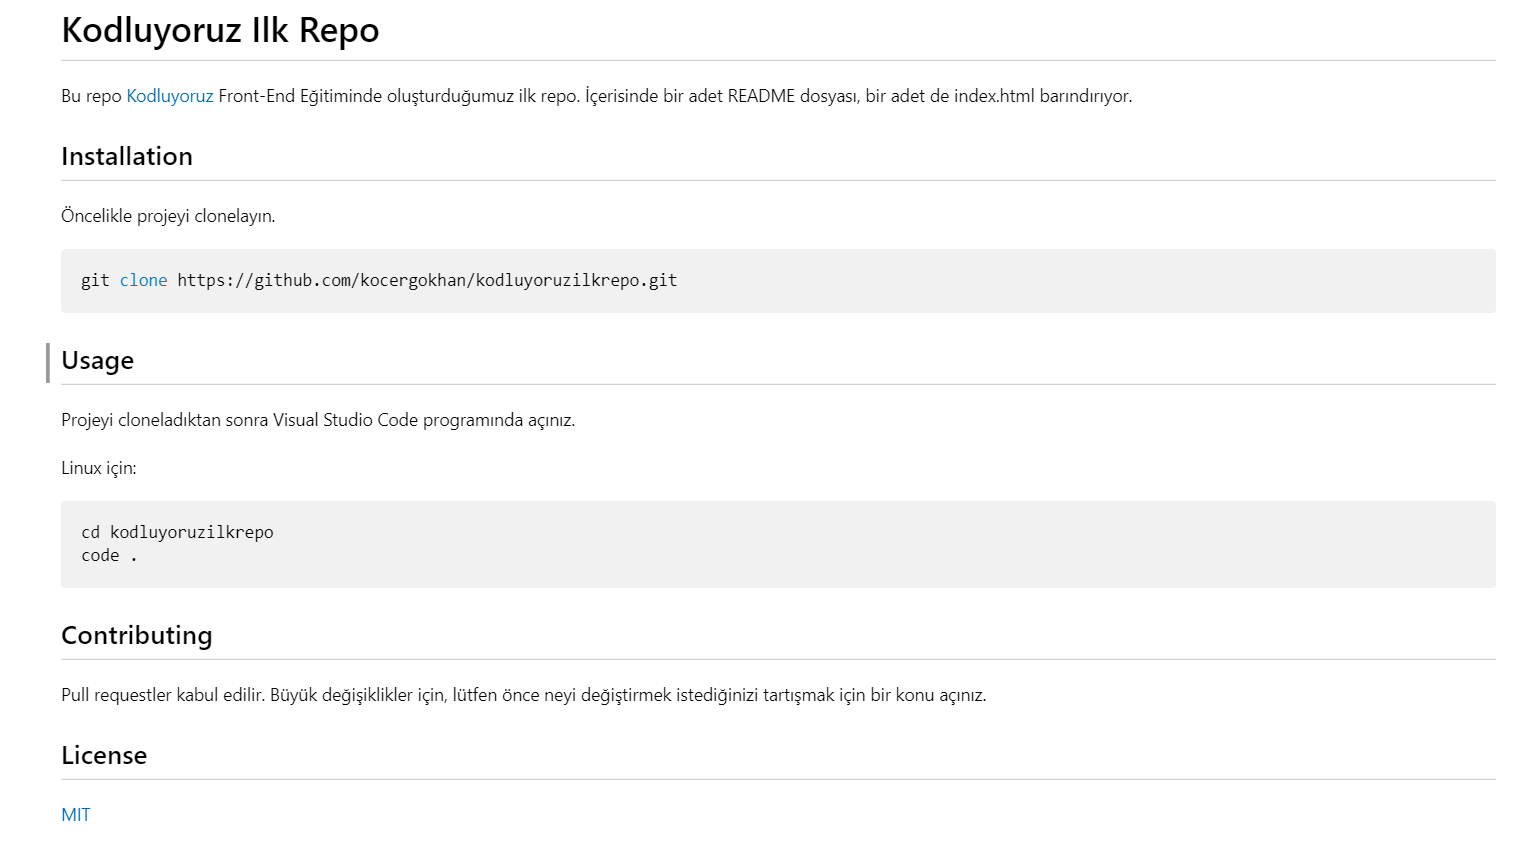 Kodluyoruz Ilk Repo
Bu repo Kodluyoruz Front-End Eğitiminde oluşturduğumuz ilk repo. İçerisinde bir adet README dosyası, bir adet de index.html barındırıyor.
Installation
Öncelikle projeyi clonelayın.
git clone https://github.com/kocergokhan/kodluyoruzilkrepo.git
Usage
Projeyi cloneladıktan sonra Visual Studio Code programında açınız.
Linux için:
cd kodluyoruzilkrepo
code .
Contributing
Pull requestler kabul edilir. Büyük değişiklikler için, lütfen önce neyi değiştirmek istediğinizi tartışmak için bir konu açınız.
License
MIT